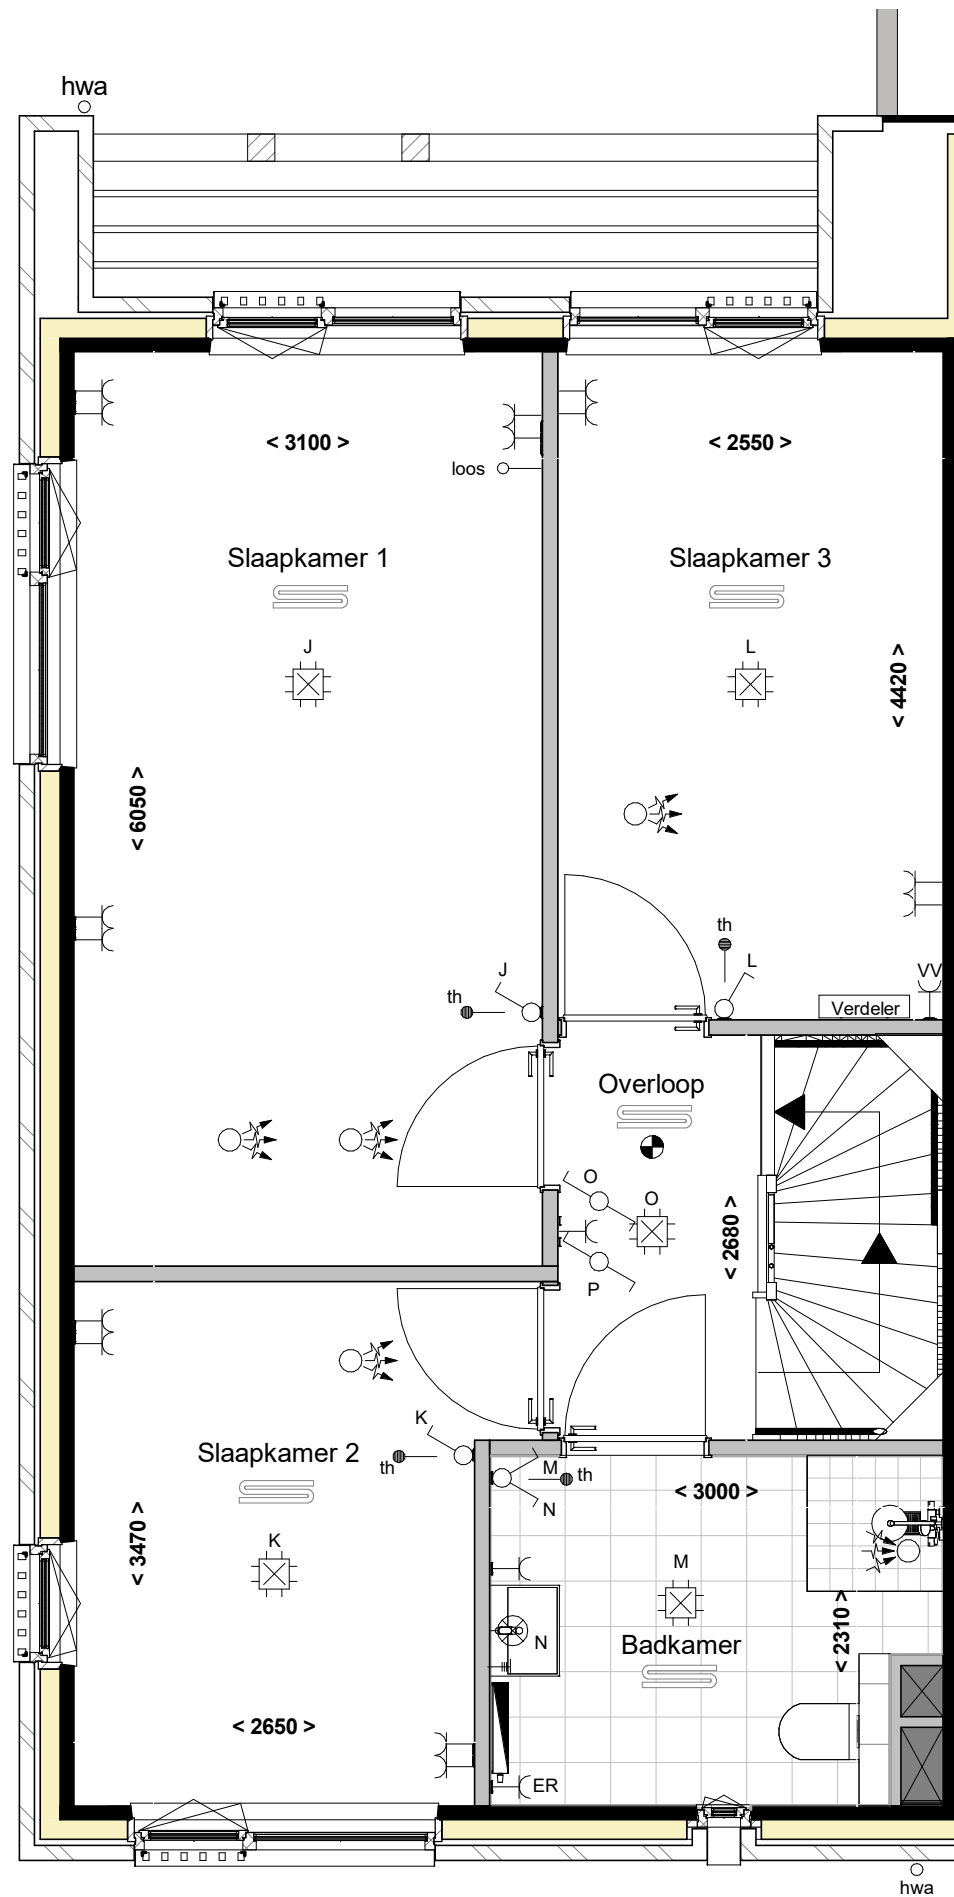 hwa
< 3100 >
< 2550 >
loos
Slaapkamer 1
Slaapkamer 3
J
L
< 4420 >
< 6050 >
th
L
J
th
VV
Verdeler
Overloop
O
O
P
< 2680 >
K
th
Slaapkamer 2
M
th
N
< 3000 >
K
< 3470 >
M
N
Badkamer
< 2310 >
< 2650 >
ER
hwa